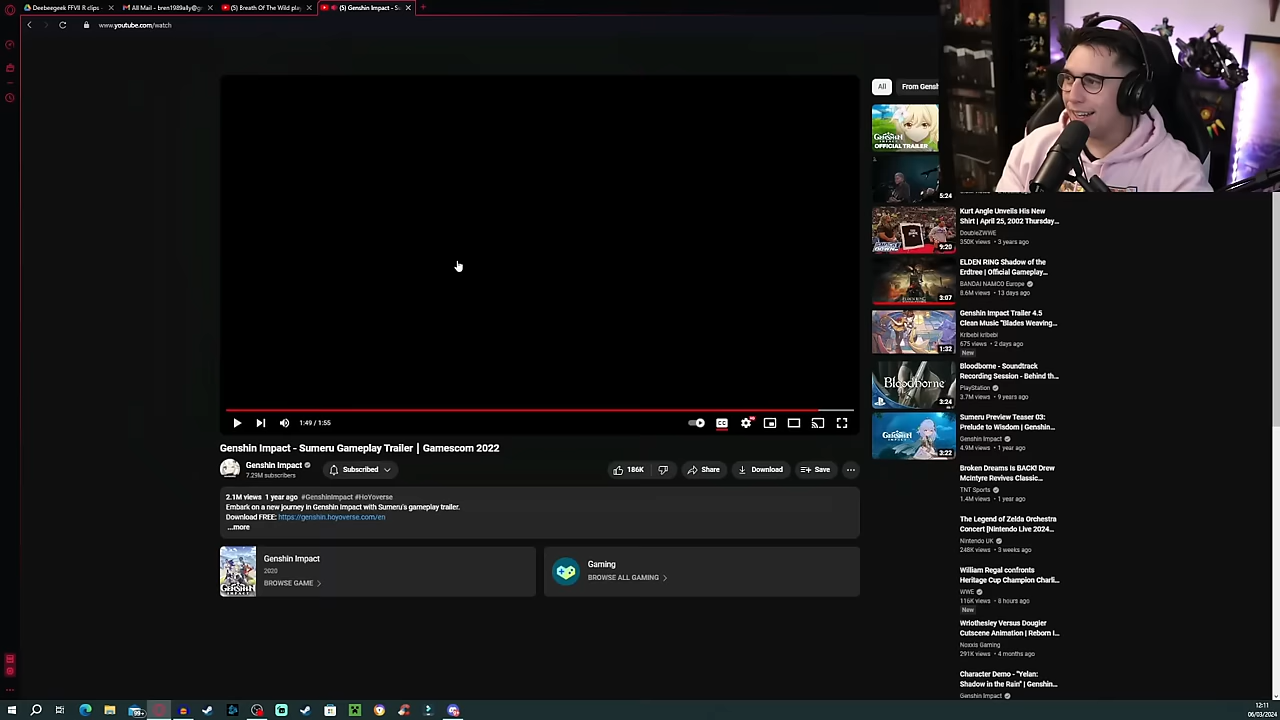 Deebeegeek FFVII R clips -
All Mail - bren1989ally@g
(5) Breath Of The Wild pla
(5) Genshin Impact - Su
www.youtube.com/watch
All
From Gensh
GENSHIN
OFFICIAL TRAILER
5:24
Kurt Angle Unveils His New
Shirt | April 25, 2002 Thursday...
DoubleZWWE
350K views • 3 years ago
9:20
ELDEN RING Shadow of the
Erdtree | Official Gameplay...
BANDAI NAMCO Europe
8.6M views • 13 days ago
3:07
Genshin Impact Trailer 4.5
Clean Music "Blades Weaving...
Kribebi kribebi
675 views • 2 days ago
New
1:32
Bloodborne - Soundtrack
Recording Session - Behind th...
PlayStation
3.7M views • 9 years ago
Bloodborne
3:24
Sumeru Preview Teaser 03:
Prelude to Wisdom | Genshin...
Genshin Impact
4.9M views • 1 year ago
GENSHIN
3:22
Broken Dreams is BACK! Drew
McIntyre Revives Classic...
TNT Sports
1.4M views • 1 year ago
The Legend of Zelda Orchestra
Concert [Nintendo Live 2024...
Nintendo UK
248K views • 3 weeks ago
William Regal confronts
Heritage Cup Champion Charli...
WWE
116K views • 8 hours ago
New
Wriothesley Versus Dougier
Cutscene Animation | Reborn I...
Noxxis Gaming
291K views • 4 months ago
Character Demo - "Yelan:
Shadow in the Rain" | Genshin...
Genshin Impact
1:49 / 1:55
Genshin Impact - Sumeru Gameplay Trailer | Gamescom 2022
Genshin Impact
7.29M subscribers
Subscribed
186K
Share
Download
Save
2.1M views 1 year ago #GenshinImpact #HoYoverse
Embark on a new journey in Genshin Impact with Sumeru's gameplay trailer.
Download FREE: https://genshin.hoyoverse.com/en
...more
GENSHIN
Genshin Impact
2020
BROWSE GAME
Gaming
BROWSE ALL GAMING
99+
12:11
06/03/2024